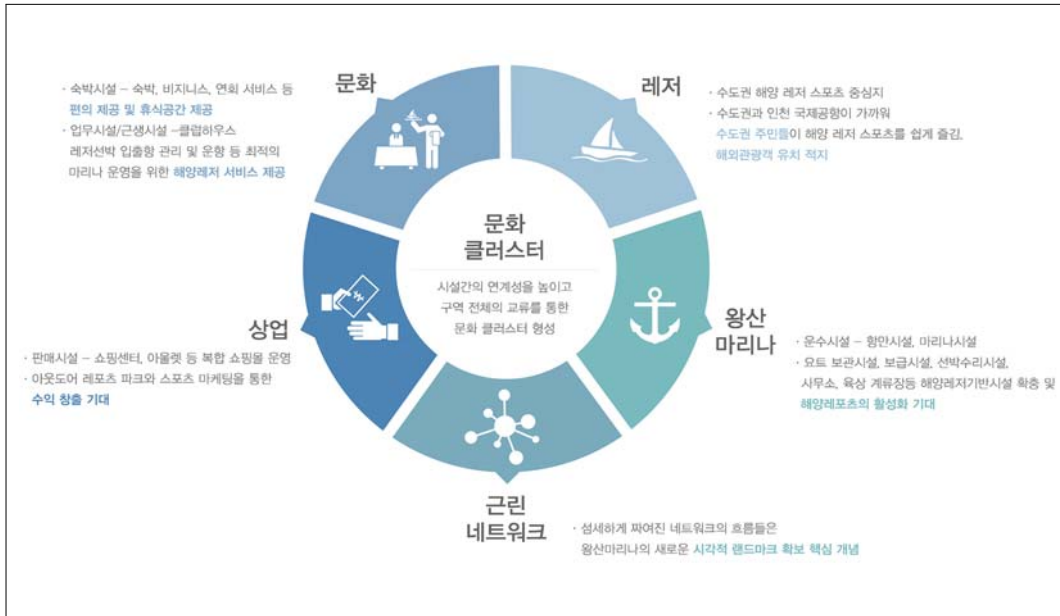 문화
· 숙박시설 – 숙박, 비지니스, 연회 서비스 등
편의 제공 및 휴식공간 제공
· 업무시설/근생시설 –클럽하우스
레저선박 입출항 관리 및 운항 등 최적의
마리나 운영을 위한 해양레저 서비스 제공
레저
· 수도권 해양 레저 스포츠 중심지
· 수도권과 인천 국제공항이 가까워
수도권 주민들이 해양 레저 스포츠를 쉽게 즐김,
해외관광객 유치 적지
문화
클러스터
시설간의 연계성을 높이고
구역 전체의 교류를 통한
문화 클러스터 형성
상업
· 판매시설 – 쇼핑센터, 아울렛 등 복합 쇼핑몰 운영
· 아웃도어 레포츠 파크와 스포츠 마케팅을 통한
수익 창출 기대
왕산
마리나
· 운수시설 – 항만시설, 마리나시설
· 요트 보관시설, 보급시설, 선박수리시설,
사무소, 육상 계류장등 해양레저기반시설 확충 및
해양레포츠의 활성화 기대
근린
네트워크
· 섬세하게 짜여진 네트워크의 흐름들은
왕산마리나의 새로운 시각적 랜드마크 확보 핵심 개념